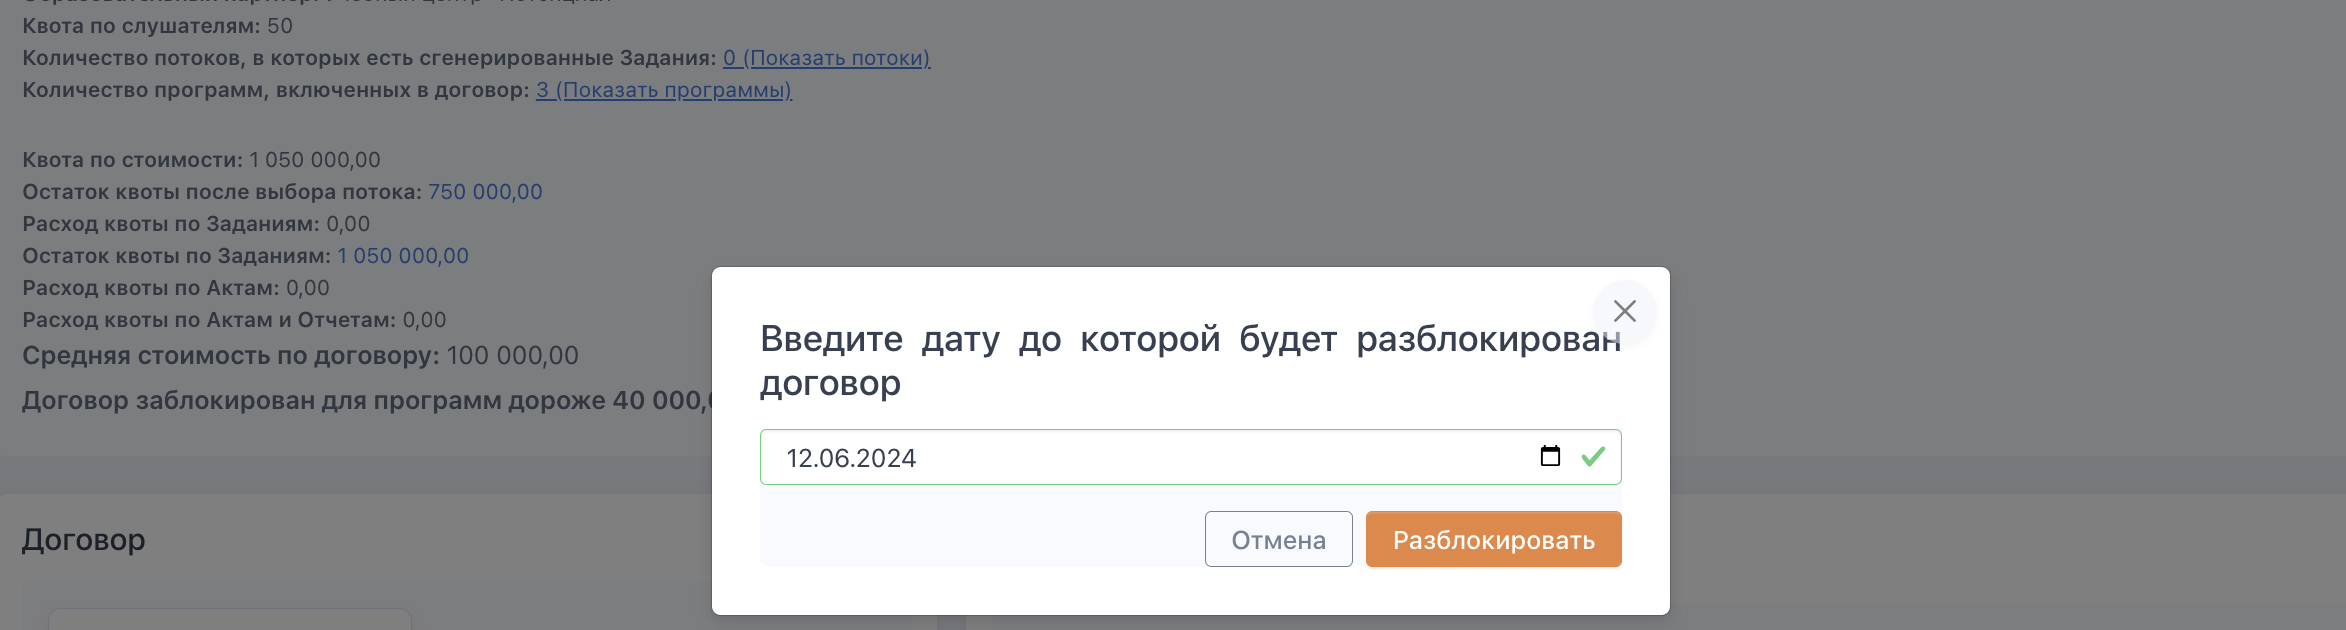 Квота по слушателям: 50
Количество потоков, в которых есть сгенерированные Задания: 0 (Показать потоки)
Количество программ, включенных в договор: 3 (Показать программы)
Квота по стоимости: 1 050 000,00
Остаток квоты после выбора потока: 750 000,00
Расход квоты по Заданиям: 0,00
Остаток квоты по Заданиям: 1 050 000,00
Расход квоты по Актам: 0,00
Расход квоты по Актам и Отчетам: 0,00
Средняя стоимость по договору: 100 000,00
Договор заблокирован для программ дороже 40 000,
Введите дату до которой будет разблокирован
договор
12.06.2024
Отмена
Разблокировать
Договор